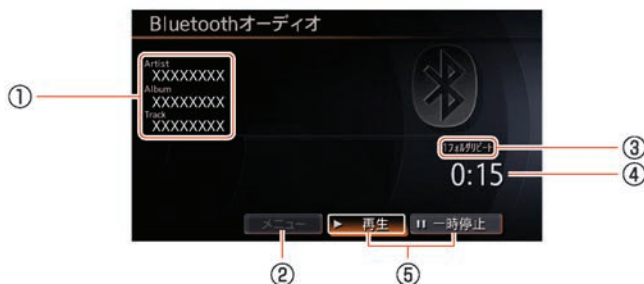 Bluetoothオーディオ
Artist
XXXXXXXX
Album
XXXXXXXX
Track
XXXXXXXX
1フォルダリピート
0:15
メニュー
再生
一時停止
①
②
③
④
⑤